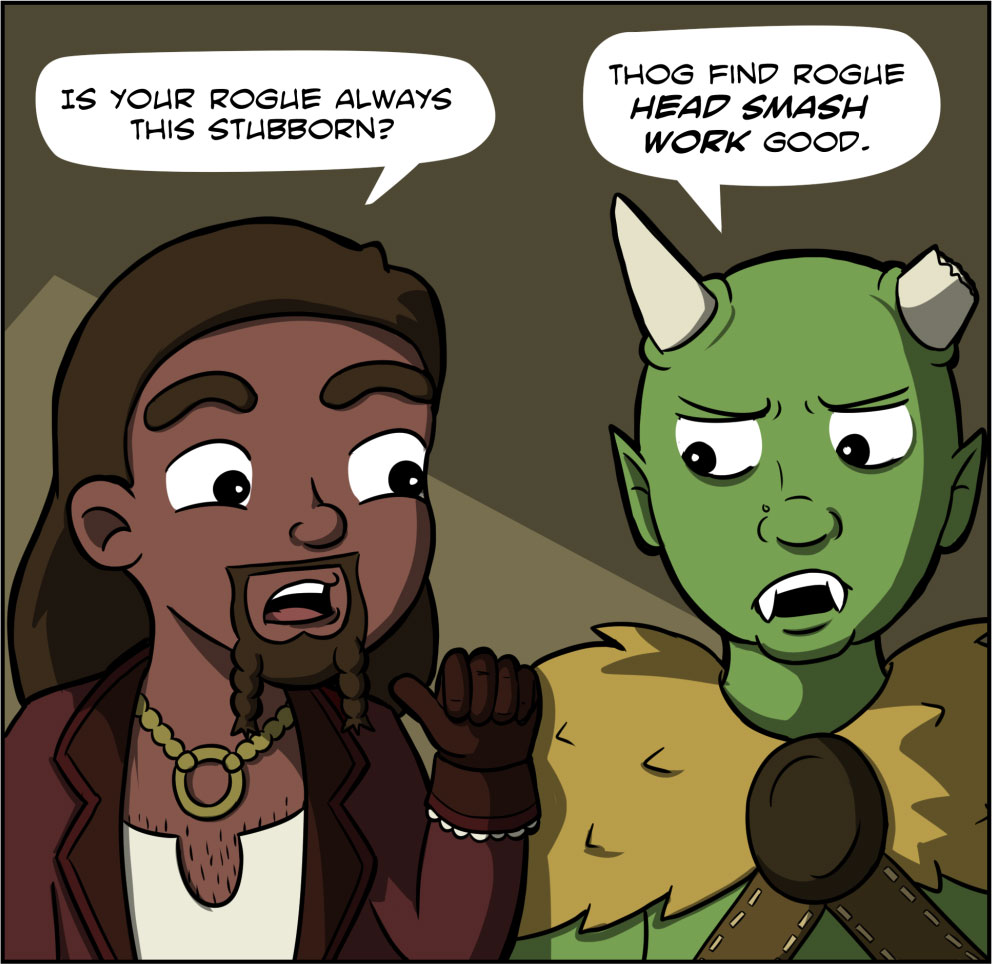 IS YOUR ROGUE ALWAYS
THIS STUBBORN?
THOG FIND ROGUE
HEAD SMASH
WORK GOOD.